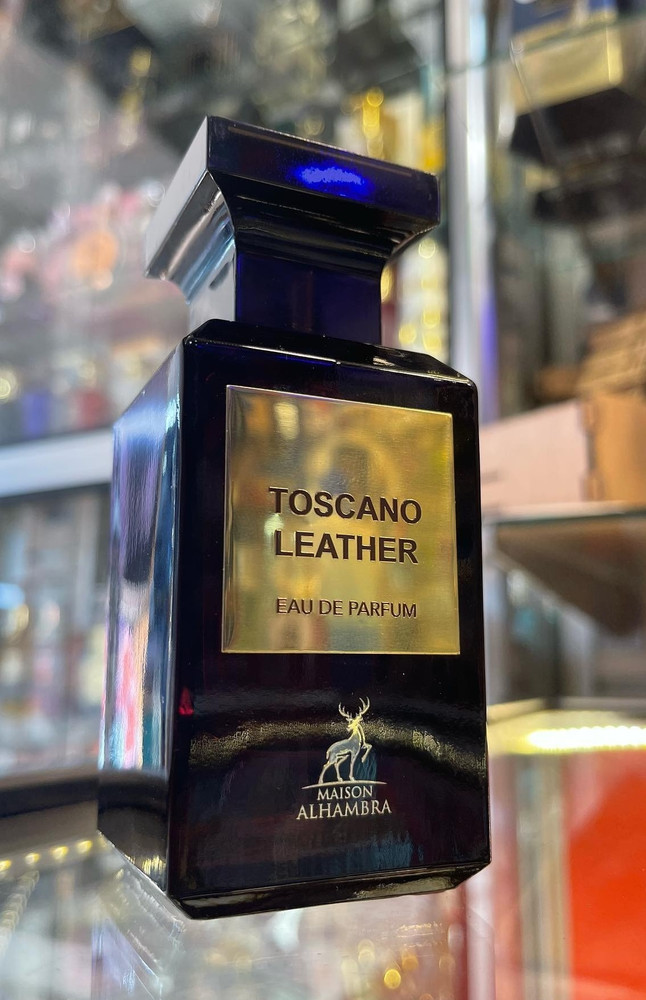 TOSCANO
LEATHER
EAU DE PARFUM
MAISON
ALHAMBRA